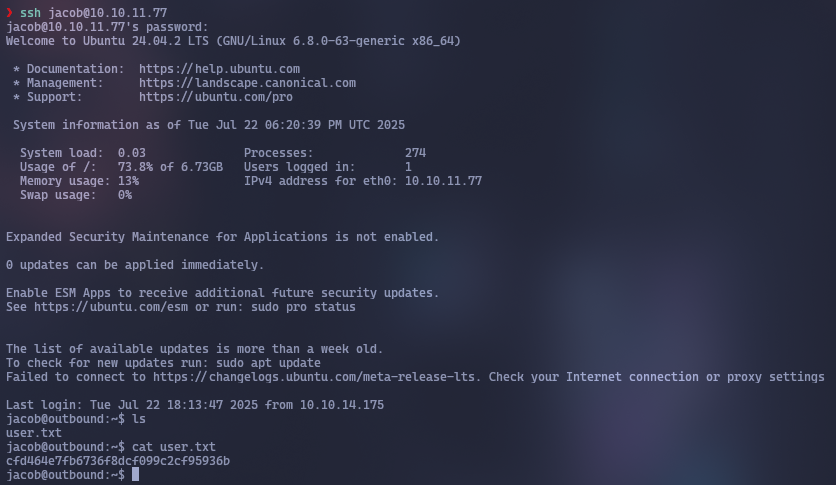 ❯ ssh jacob@10.10.11.77
jacob@10.10.11.77's password:
Welcome to Ubuntu 24.04.2 LTS (GNU/Linux 6.8.0-63-generic x86_64)
* Documentation:  https://help.ubuntu.com
* Management:     https://landscape.canonical.com
* Support:        https://ubuntu.com/pro
System information as of Tue Jul 22 06:20:39 PM UTC 2025
System load:  0.03              Processes:             274
Usage of /:   73.8% of 6.73GB   Users logged in:       1
Memory usage: 13%               IPv4 address for eth0: 10.10.11.77
Swap usage:   0%
Expanded Security Maintenance for Applications is not enabled.
0 updates can be applied immediately.
Enable ESM Apps to receive additional future security updates.
See https://ubuntu.com/esm or run: sudo pro status
The list of available updates is more than a week old.
To check for new updates run: sudo apt update
Failed to connect to https://changelogs.ubuntu.com/meta-release-lts. Check your Internet connection or proxy settings
Last login: Tue Jul 22 18:13:47 2025 from 10.10.14.175
jacob@outbound:~$ ls
user.txt
jacob@outbound:~$ cat user.txt
cfd464e7fb6736f8dcf099c2cf95936b
jacob@outbound:~$